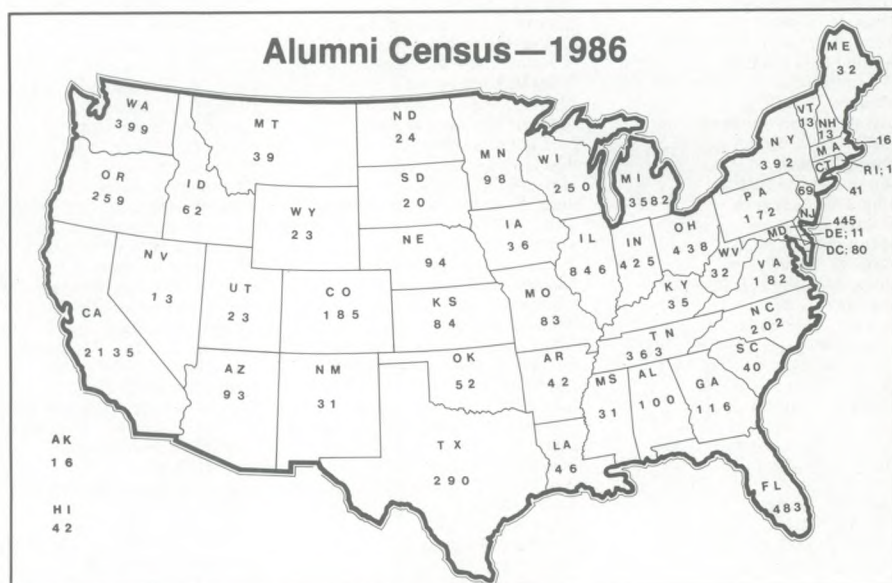 Alumni Census—1986
WA
399
OR
259
ID
62
MT
39
ND
24
SD
20
WY
23
NE
94
NV
13
UT
23
CO
185
KS
84
CA
2135
AZ
93
NM
31
OK
52
TX
290
MN
98
IA
36
MO
83
AR
42
LA
46
WI
250
IL
846
MI
3582
IN
425
OH
438
KY
35
TN
363
MS
31
AL
100
GA
116
FL
483
SC
40
NC
202
VA
182
WV
32
PA
172
NY
392
VT
13
NH
13
ME
32
MA
16
CT
41
RI; 1
69
NJ
MD
445
DE; 11
DC: 80
AK
16
HI
42